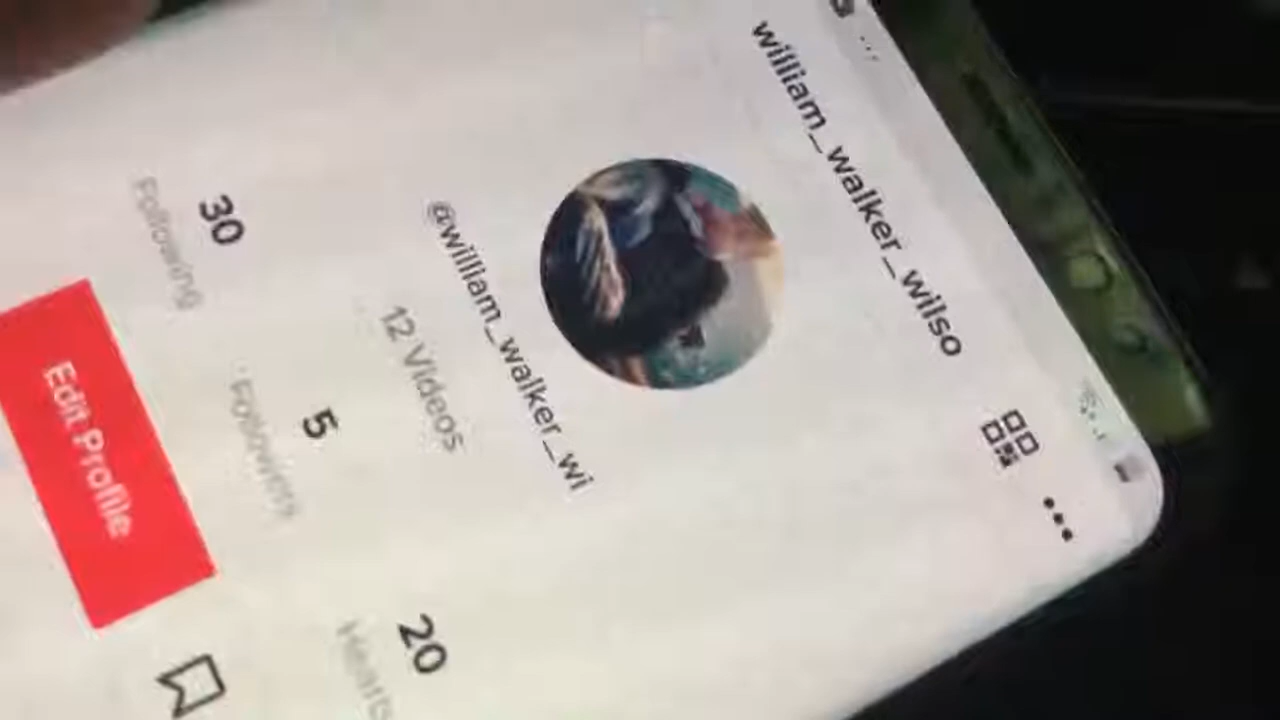 william_walker_wilso
@william_walker_wi
12 Videos
30
Following
5
Followers
20
Hearts
Edit Profile